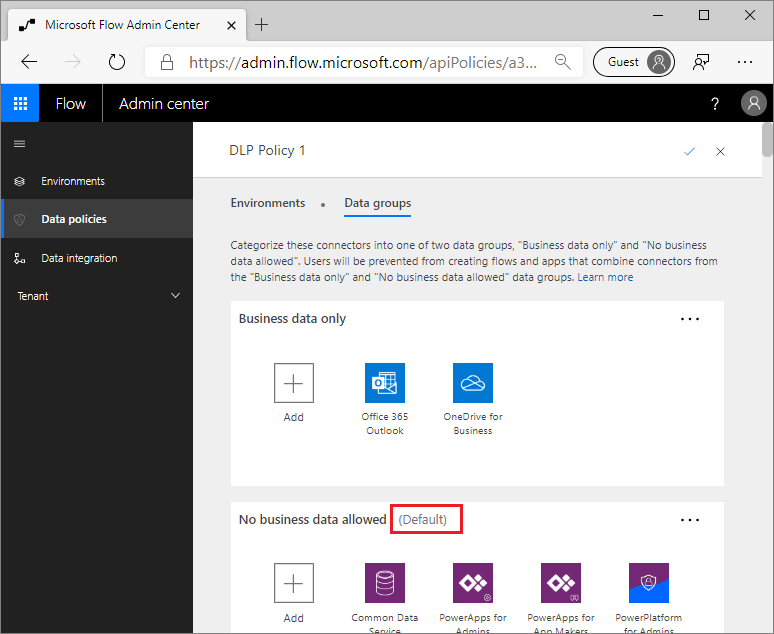 Microsoft Flow Admin Center
https://admin.flow.microsoft.com/apiPolicies/a3...
Guest
Flow
Admin center
?
DLP Policy 1
Environments
Data policies
Data integration
Tenant
Environments
Data groups
Categorize these connectors into one of two data groups, "Business data only" and "No business
data allowed". Users will be prevented from creating flows and apps that combine connectors from
the "Business data only" and "No business data allowed" data groups. Learn more
Business data only
Add
Office 365
Outlook
OneDrive for
Business
No business data allowed (Default)
Add
Common Data
Service
PowerApps for
Admins
PowerApps for
App Makers
PowerPlatform
for Admins